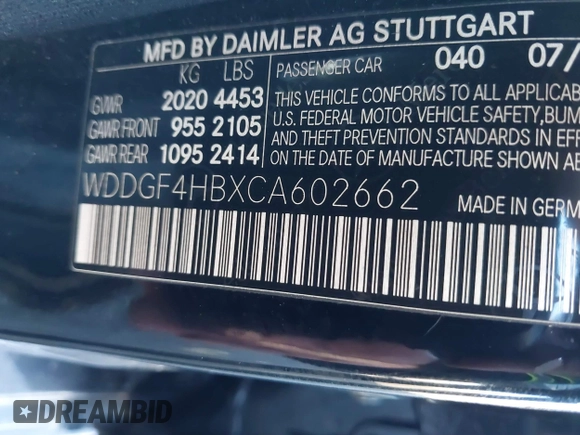 MFD BY DAIMLER AG STUTTGART
KG LBS PASSENGER CAR 040 07/
GVWR 2020 4453 THIS VEHICLE CONFORMS TO ALL APPLICAB
GAWR FRONT 955 2105 U.S. FEDERAL MOTOR VEHICLE SAFETY, BUM
GAWR REAR 1095 2414 AND THEFT PREVENTION STANDARDS IN EF
AT THE DATE OF MANUFACTURE SHOWN AB
WDDGF4HBXCA602662 MADE IN GERM
DREAMBID